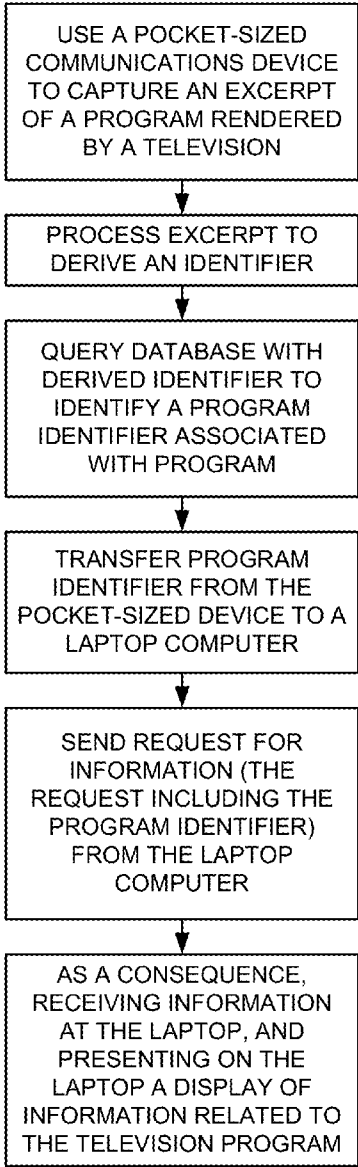 USE A POCKET-SIZED
COMMUNICATIONS DEVICE
TO CAPTURE AN EXCERPT
OF A PROGRAM RENDERED
BY A TELEVISION
PROCESS EXCERPT TO
DERIVE AN IDENTIFIER
QUERY DATABASE WITH
DERIVED IDENTIFIER TO
IDENTIFY A PROGRAM
IDENTIFIER ASSOCIATED
WITH PROGRAM
TRANSFER PROGRAM
IDENTIFIER FROM THE
POCKET-SIZED DEVICE TO A
LAPTOP COMPUTER
SEND REQUEST FOR
INFORMATION (THE
REQUEST INCLUDING THE
PROGRAM IDENTIFIER)
FROM THE LAPTOP
COMPUTER
AS A CONSEQUENCE,
RECEIVING INFORMATION
AT THE LAPTOP, AND
PRESENTING ON THE
LAPTOP A DISPLAY OF
INFORMATION RELATED TO
THE TELEVISION PROGRAM